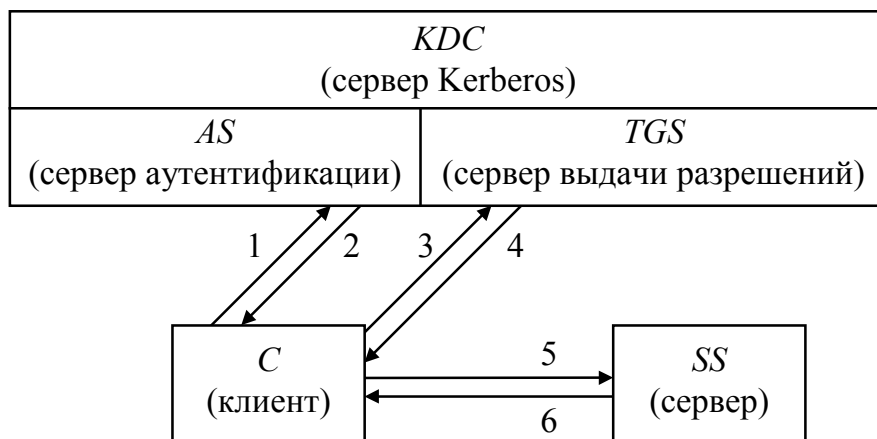 KDC
(сервер Kerberos)
AS
(сервер аутентификации)
TGS
(сервер выдачи разрешений)
1
2
3
4
C
(клиент)
5
6
SS
(сервер)